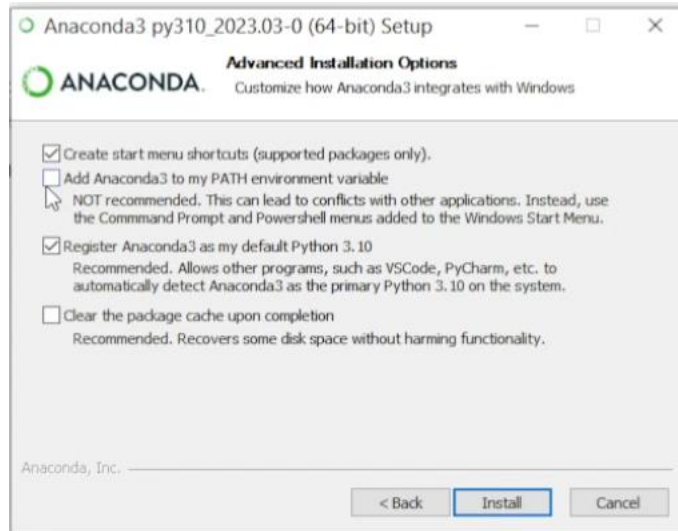 Anaconda3 py310_2023.03-0 (64-bit) Setup
ANACONDA.
Advanced Installation Options
Customize how Anaconda3 integrates with Windows
Create start menu shortcuts (supported packages only).
Add Anaconda3 to my PATH environment variable
NOT recommended. This can lead to conflicts with other applications. Instead, use
the Commmand Prompt and Powershell menus added to the Windows Start Menu.
Register Anaconda3 as my default Python 3.10
Recommended. Allows other programs, such as VSCode, PyCharm, etc. to
automatically detect Anaconda3 as the primary Python 3.10 on the system.
Clear the package cache upon completion
Recommended. Recovers some disk space without harming functionality.
Anaconda, Inc.
< Back Install Cancel